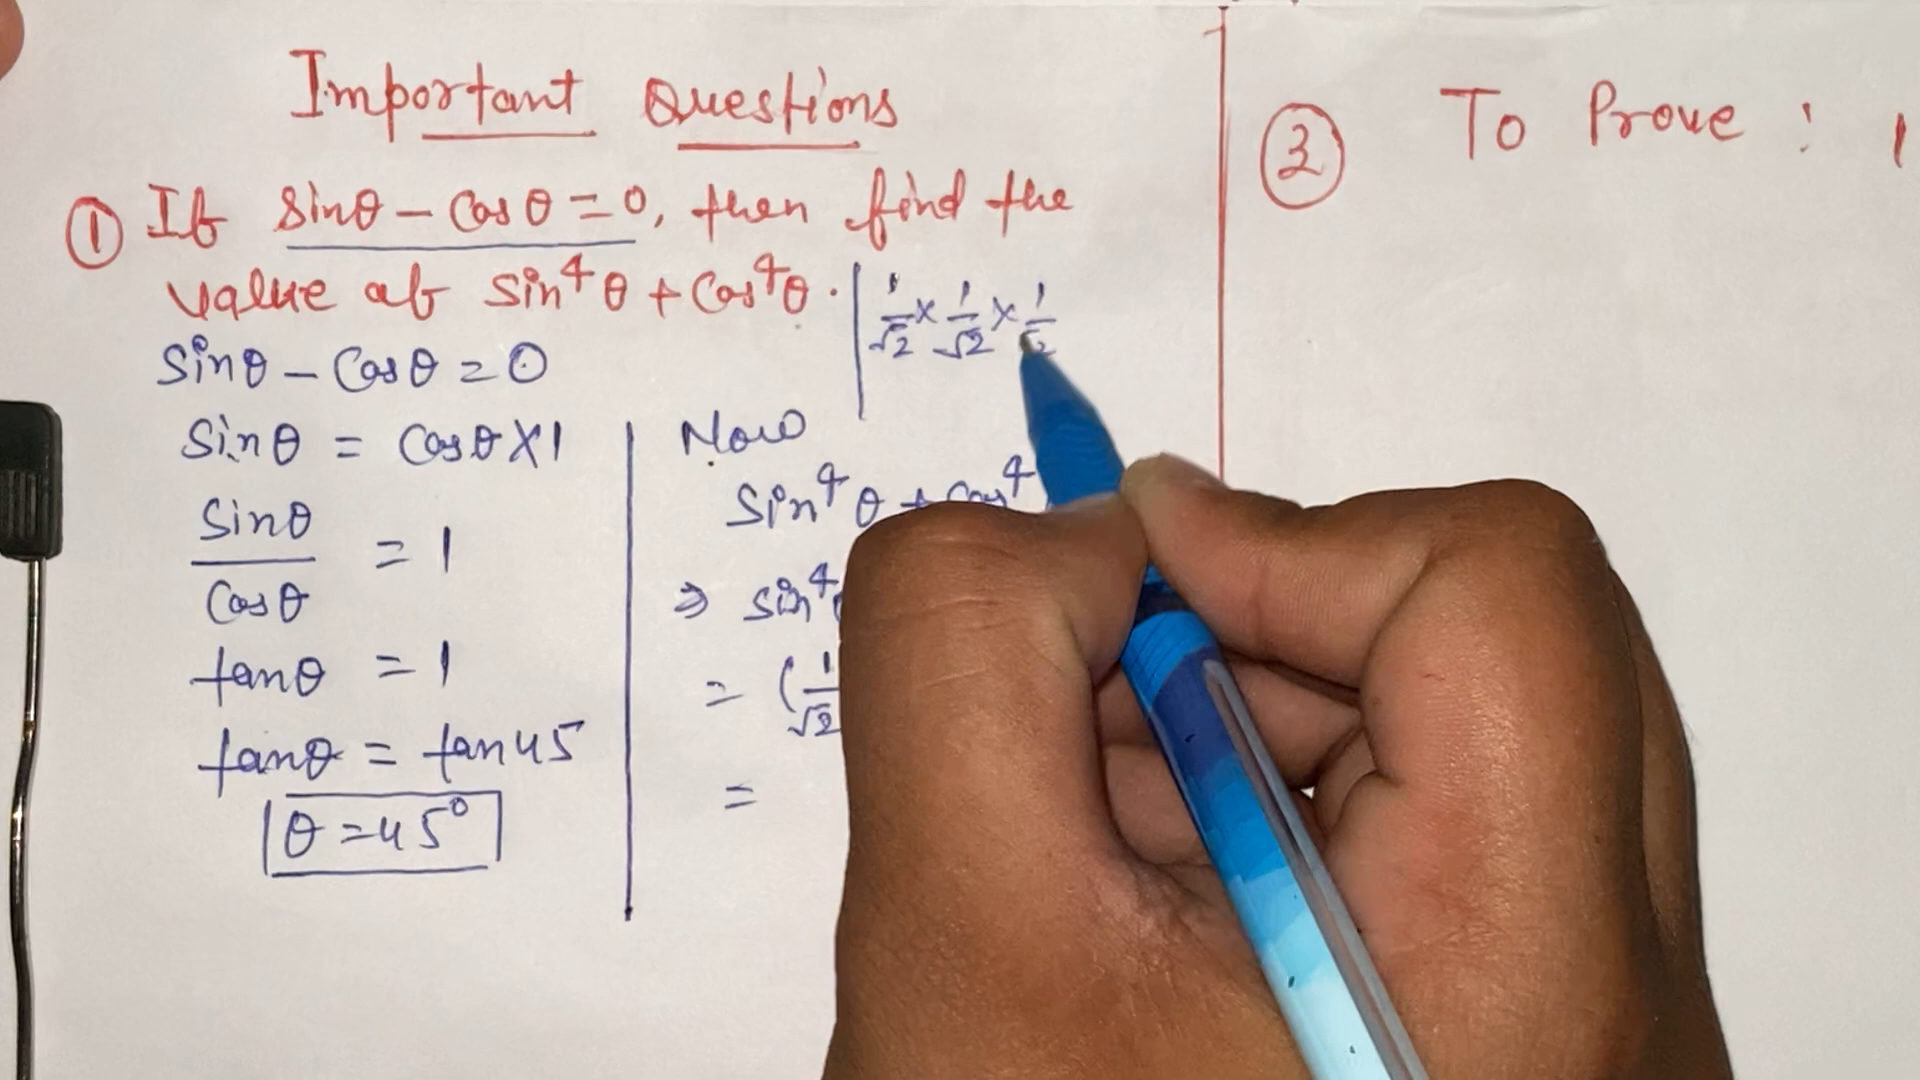 Important Questions
① If sinθ - cosθ = 0, then find the
value of sin⁴θ + cos⁴θ.
1/√2 × 1/√2 × 1/√2
sinθ - cosθ = 0
sinθ = cosθ × 1
sinθ/cosθ = 1
tanθ = 1
tanθ = tan45
θ = 45°
Now
sin⁴θ + cos⁴
⇒ sin⁴
= (1/√2
=
② To Prove :